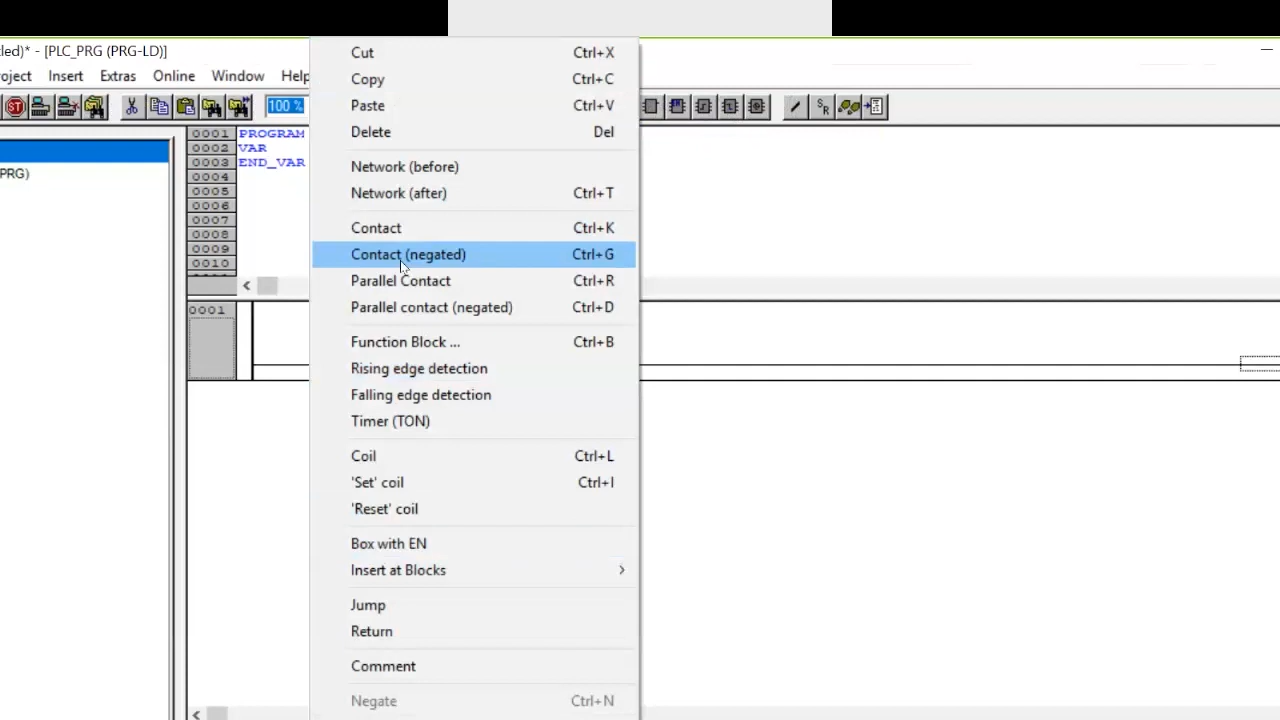 led)* - [PLC_PRG (PRG-LD)]
oject Insert Extras Online Window Help
ST 100 % S R
PRG)
0001 PROGRAM
0002 VAR
0003 END_VAR
0004
0005
0006
0007
0008
0009
0010
0001
Cut Ctrl+X
Copy Ctrl+C
Paste Ctrl+V
Delete Del
Network (before)
Network (after) Ctrl+T
Contact Ctrl+K
Contact (negated) Ctrl+G
Parallel Contact Ctrl+R
Parallel contact (negated) Ctrl+D
Function Block ... Ctrl+B
Rising edge detection
Falling edge detection
Timer (TON)
Coil Ctrl+L
'Set' coil Ctrl+I
'Reset' coil
Box with EN
Insert at Blocks
Jump
Return
Comment
Negate Ctrl+N